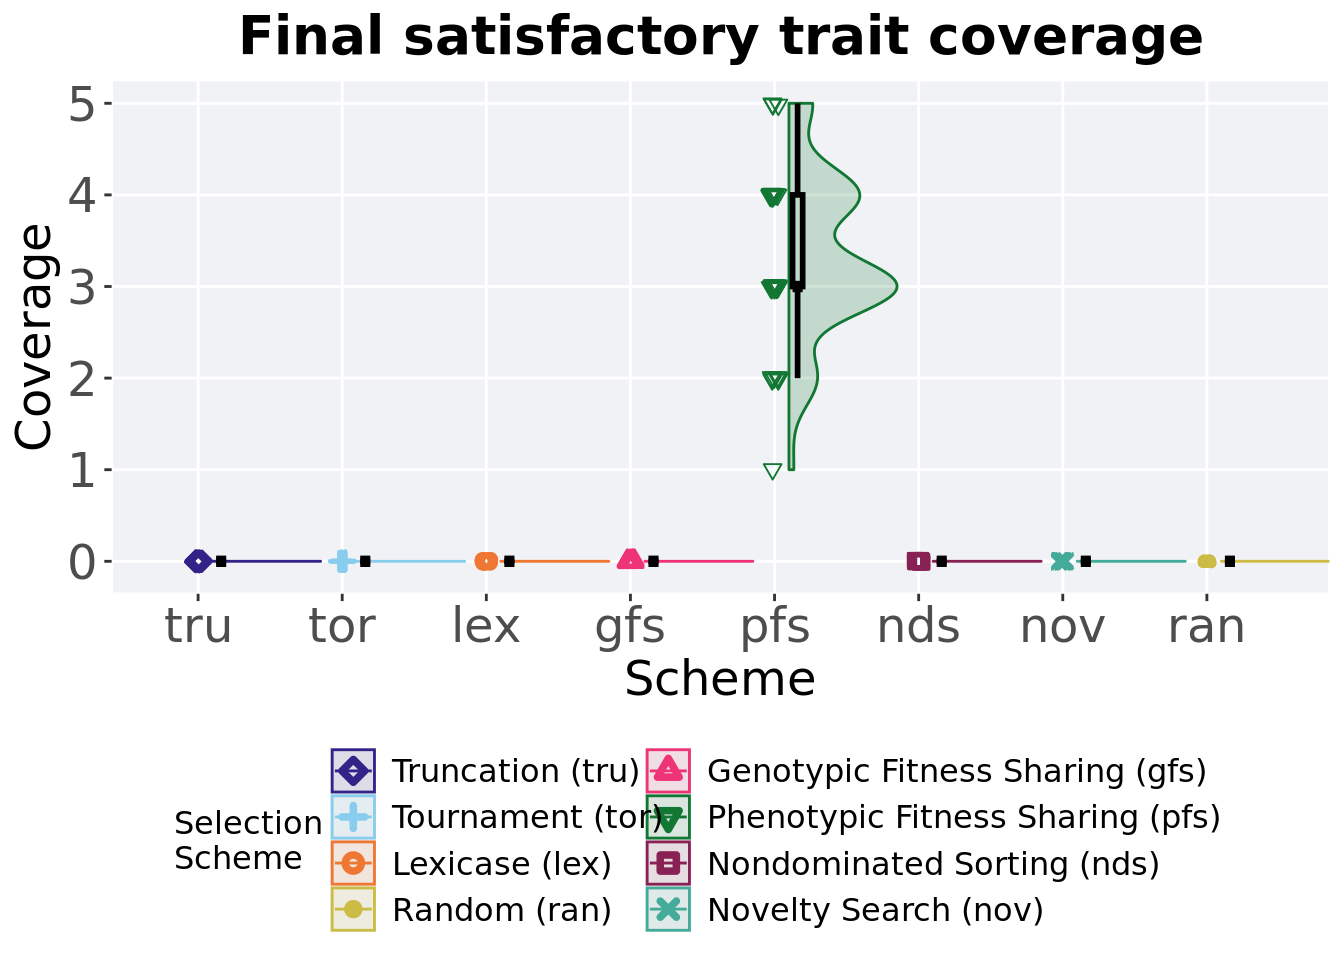 Final satisfactory trait coverage
5
4
3
2
1
0
Coverage
tru tor lex gfs pfs nds nov ran
Scheme
Selection
Scheme
Truncation (tru)
Tournament (tor)
Lexicase (lex)
Random (ran)
Genotypic Fitness Sharing (gfs)
Phenotypic Fitness Sharing (pfs)
Nondominated Sorting (nds)
Novelty Search (nov)